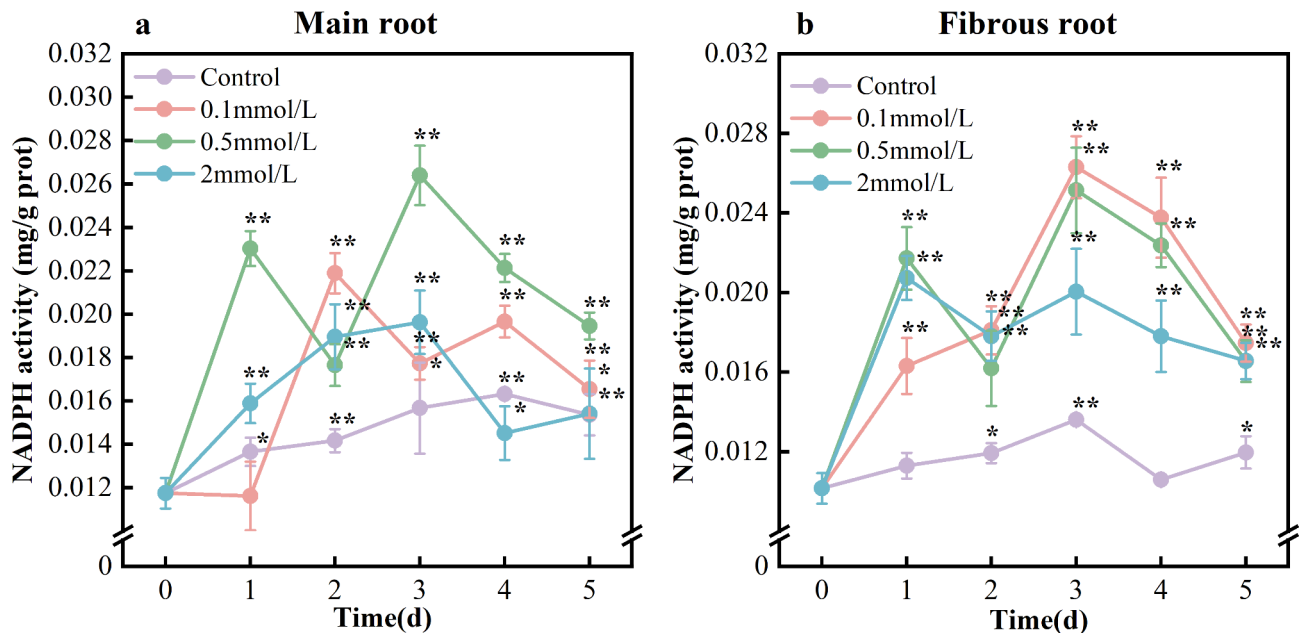 a Main root
NADPH activity (mg/g prot)
0.032
0.030
0.028
0.026
0.024
0.022
0.020
0.018
0.016
0.014
0.012
0
Control
0.1mmol/L
0.5mmol/L
2mmol/L
**
** ** **
** ** ** **
** ** ** **
** * ** *
* ** * **
0 1 2 3 4 5
Time(d)
b Fibrous root
NADPH activity (mg/g prot)
0.032
0.028
0.024
0.020
0.016
0.012
0
Control
0.1mmol/L
0.5mmol/L
2mmol/L
**
** **
** ** **
** ** ** **
** ** ** **
** **
* ** *
0 1 2 3 4 5
Time(d)